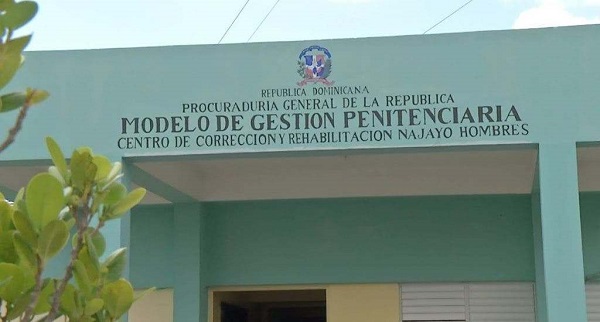 REPUBLICA DOMINICANA
PROCURADURIA GENERAL DE LA REPUBLICA
MODELO DE GESTION PENITENCIARIA
CENTRO DE CORRECCION Y REHABILITACION NAJAYO HOMBRES